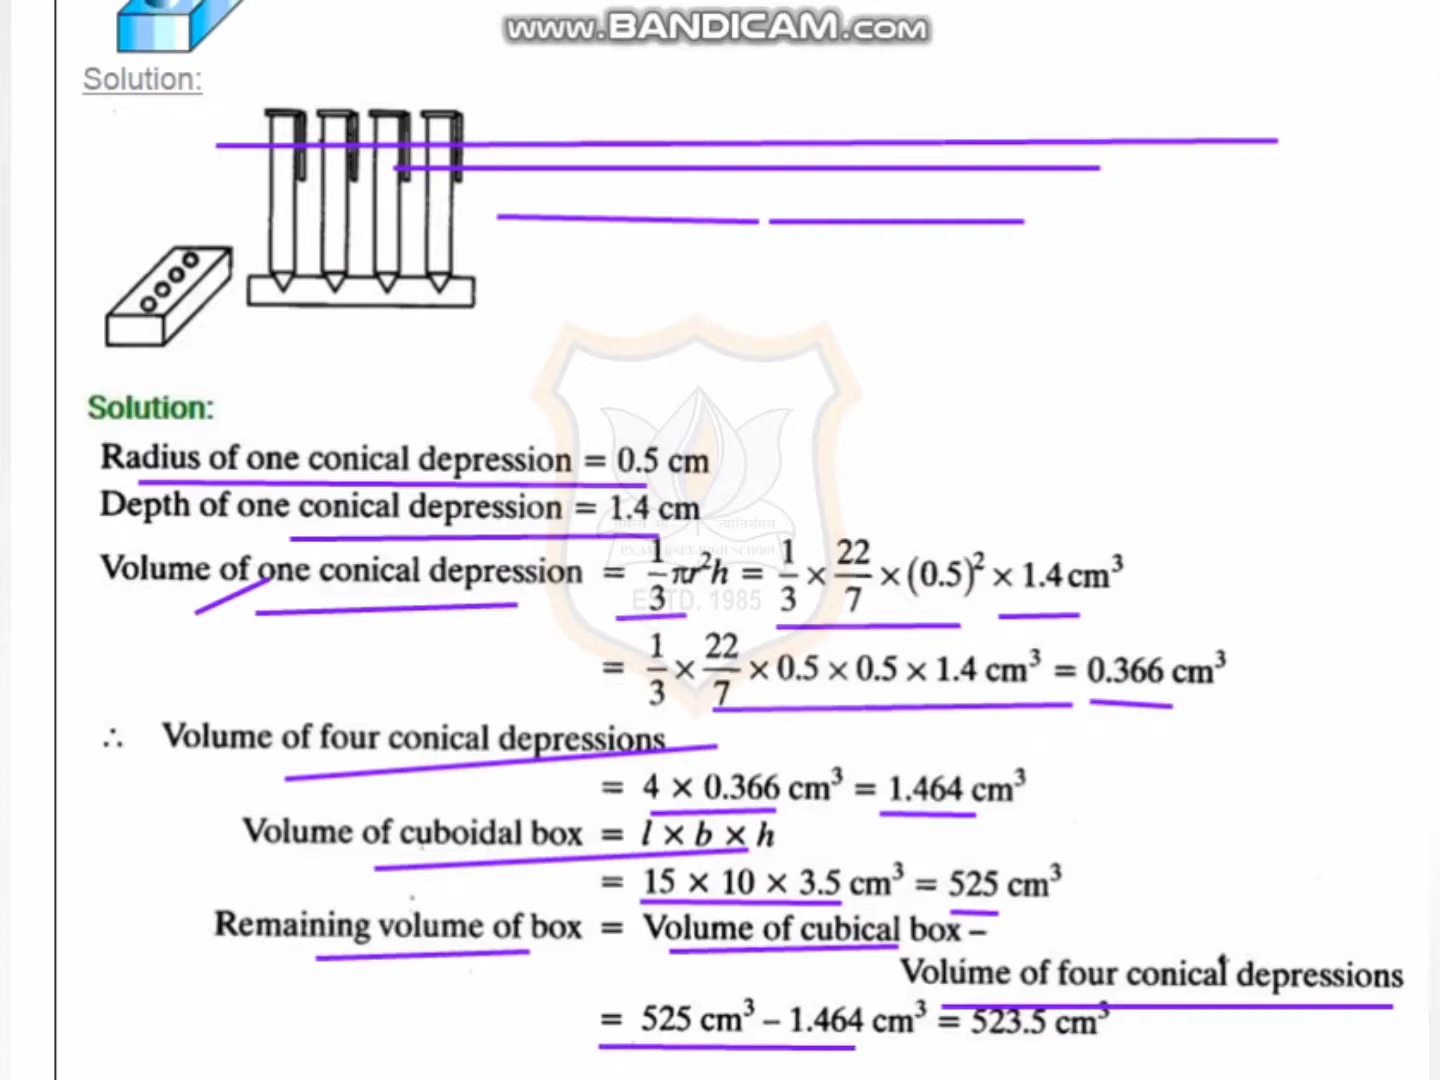 www.BANDICAM.com
Solution:
Solution:
Radius of one conical depression = 0.5 cm
Depth of one conical depression = 1.4 cm
Volume of one conical depression = 1/3 πr²h = 1/3 × 22/7 × (0.5)² × 1.4 cm³
ESTD. 1985
= 1/3 × 22/7 × 0.5 × 0.5 × 1.4 cm³ = 0.366 cm³
∴ Volume of four conical depressions
= 4 × 0.366 cm³ = 1.464 cm³
Volume of cuboidal box = l × b × h
= 15 × 10 × 3.5 cm³ = 525 cm³
Remaining volume of box = Volume of cubical box –
Volume of four conical depressions
= 525 cm³ – 1.464 cm³ = 523.5 cm³